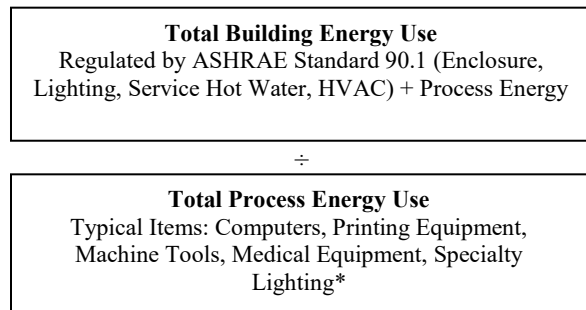 Total Building Energy Use
Regulated by ASHRAE Standard 90.1 (Enclosure,
Lighting, Service Hot Water, HVAC) + Process Energy
÷
Total Process Energy Use
Typical Items: Computers, Printing Equipment,
Machine Tools, Medical Equipment, Specialty
Lighting*